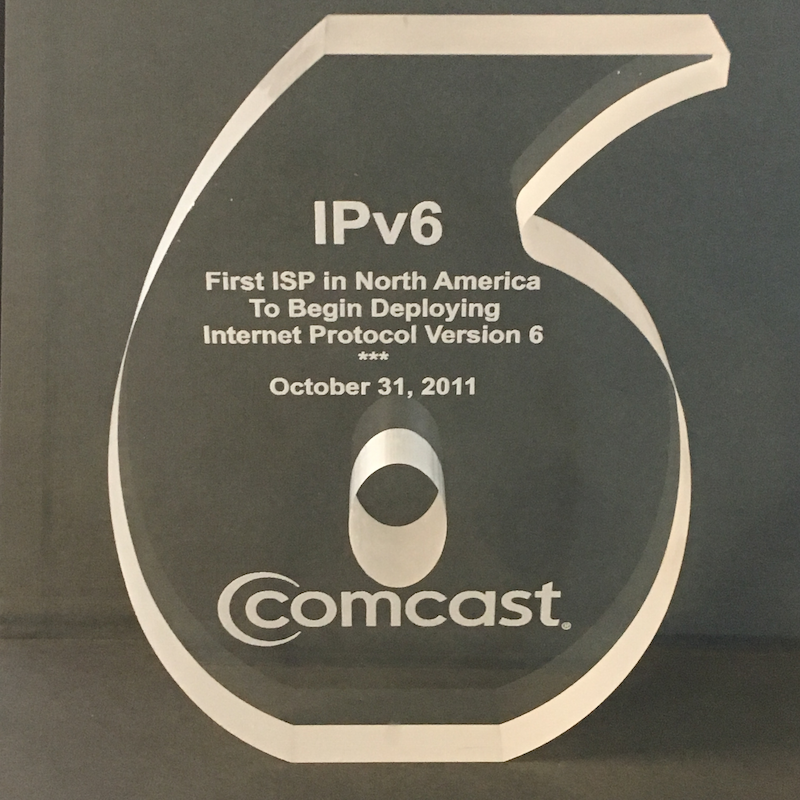 IPv6
First ISP in North America
To Begin Deploying
Internet Protocol Version 6
***
October 31, 2011
comcast®